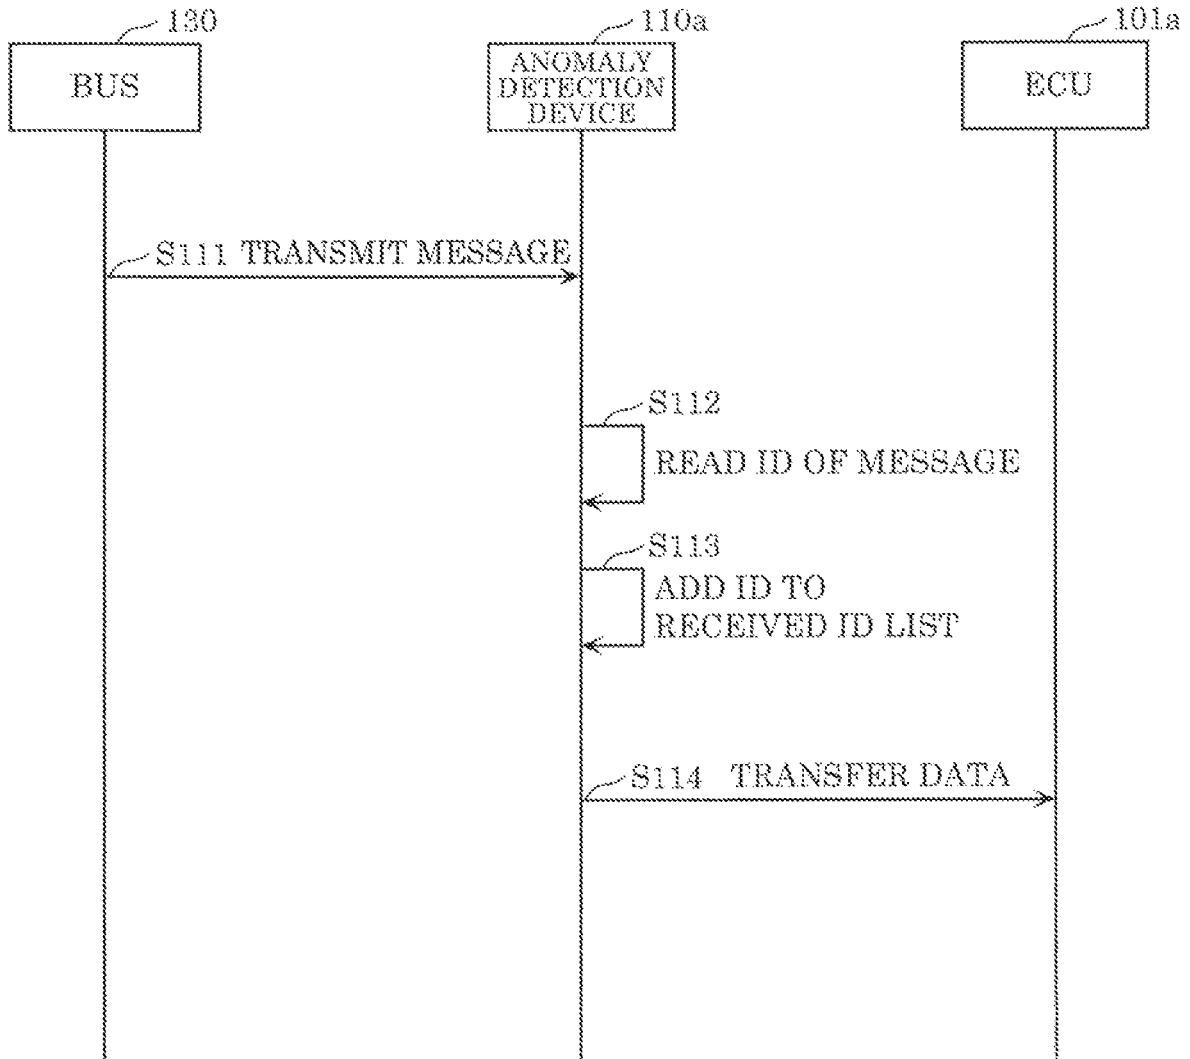 130
110a
101a
BUS
ANOMALY
DETECTION
DEVICE
ECU
S111 TRANSMIT MESSAGE
S112
READ ID OF MESSAGE
S113
ADD ID TO
RECEIVED ID LIST
S114 TRANSFER DATA